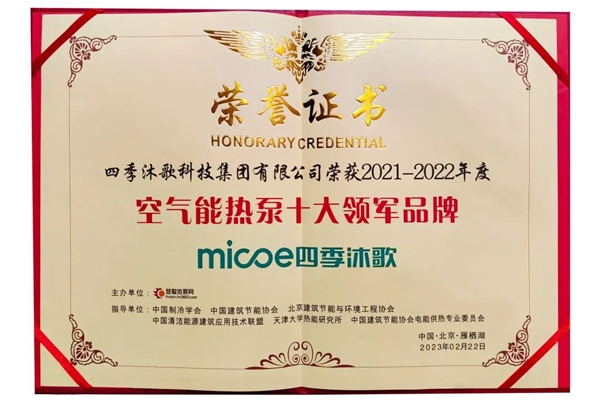 荣誉证书
HONORARY CREDENTIAL
四季沐歌科技集团有限公司荣获2021-2022年度
空气能热泵十大领军品牌
micoe四季沐歌
主办单位：慧聪热泵网
指导单位：中国制冷学会 中国建筑节能协会 北京建筑节能与环境工程协会
中国清洁能源建筑应用技术联盟 天津大学热能研究所 中国建筑节能协会电能供热专业委员会
中国·北京·雁栖湖
2023年02月22日